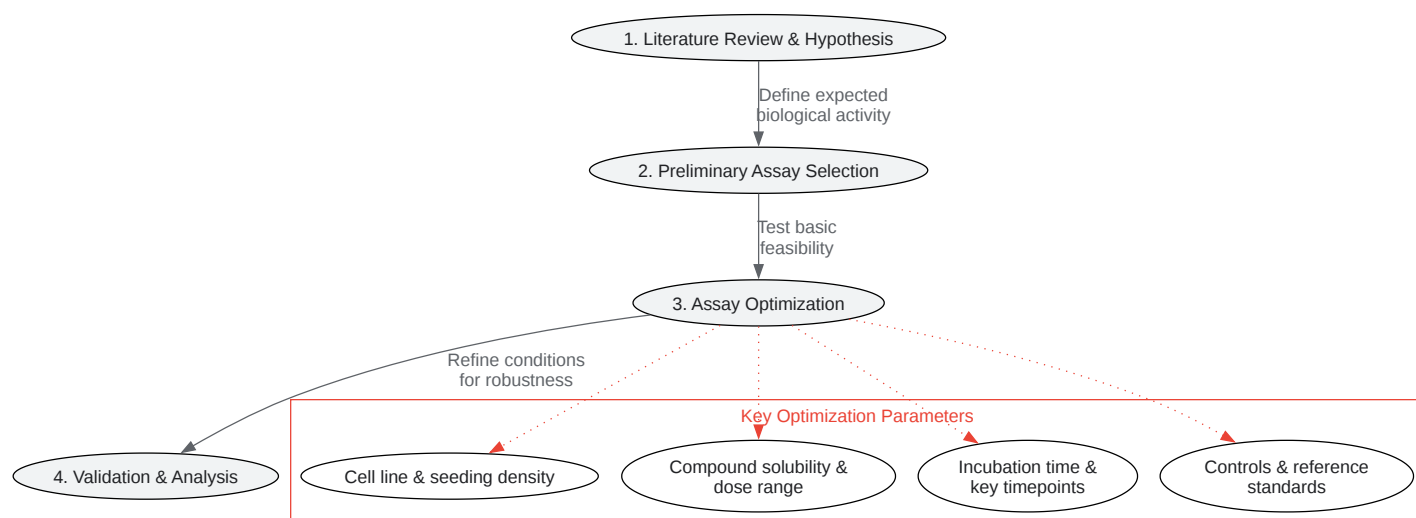 1. Literature Review & Hypothesis
Define expected
biological activity
2. Preliminary Assay Selection
Test basic
feasibility
3. Assay Optimization
Refine conditions
for robustness
Key Optimization Parameters
4. Validation & Analysis
Cell line & seeding density
Compound solubility &
dose range
Incubation time &
key timepoints
Controls & reference
standards